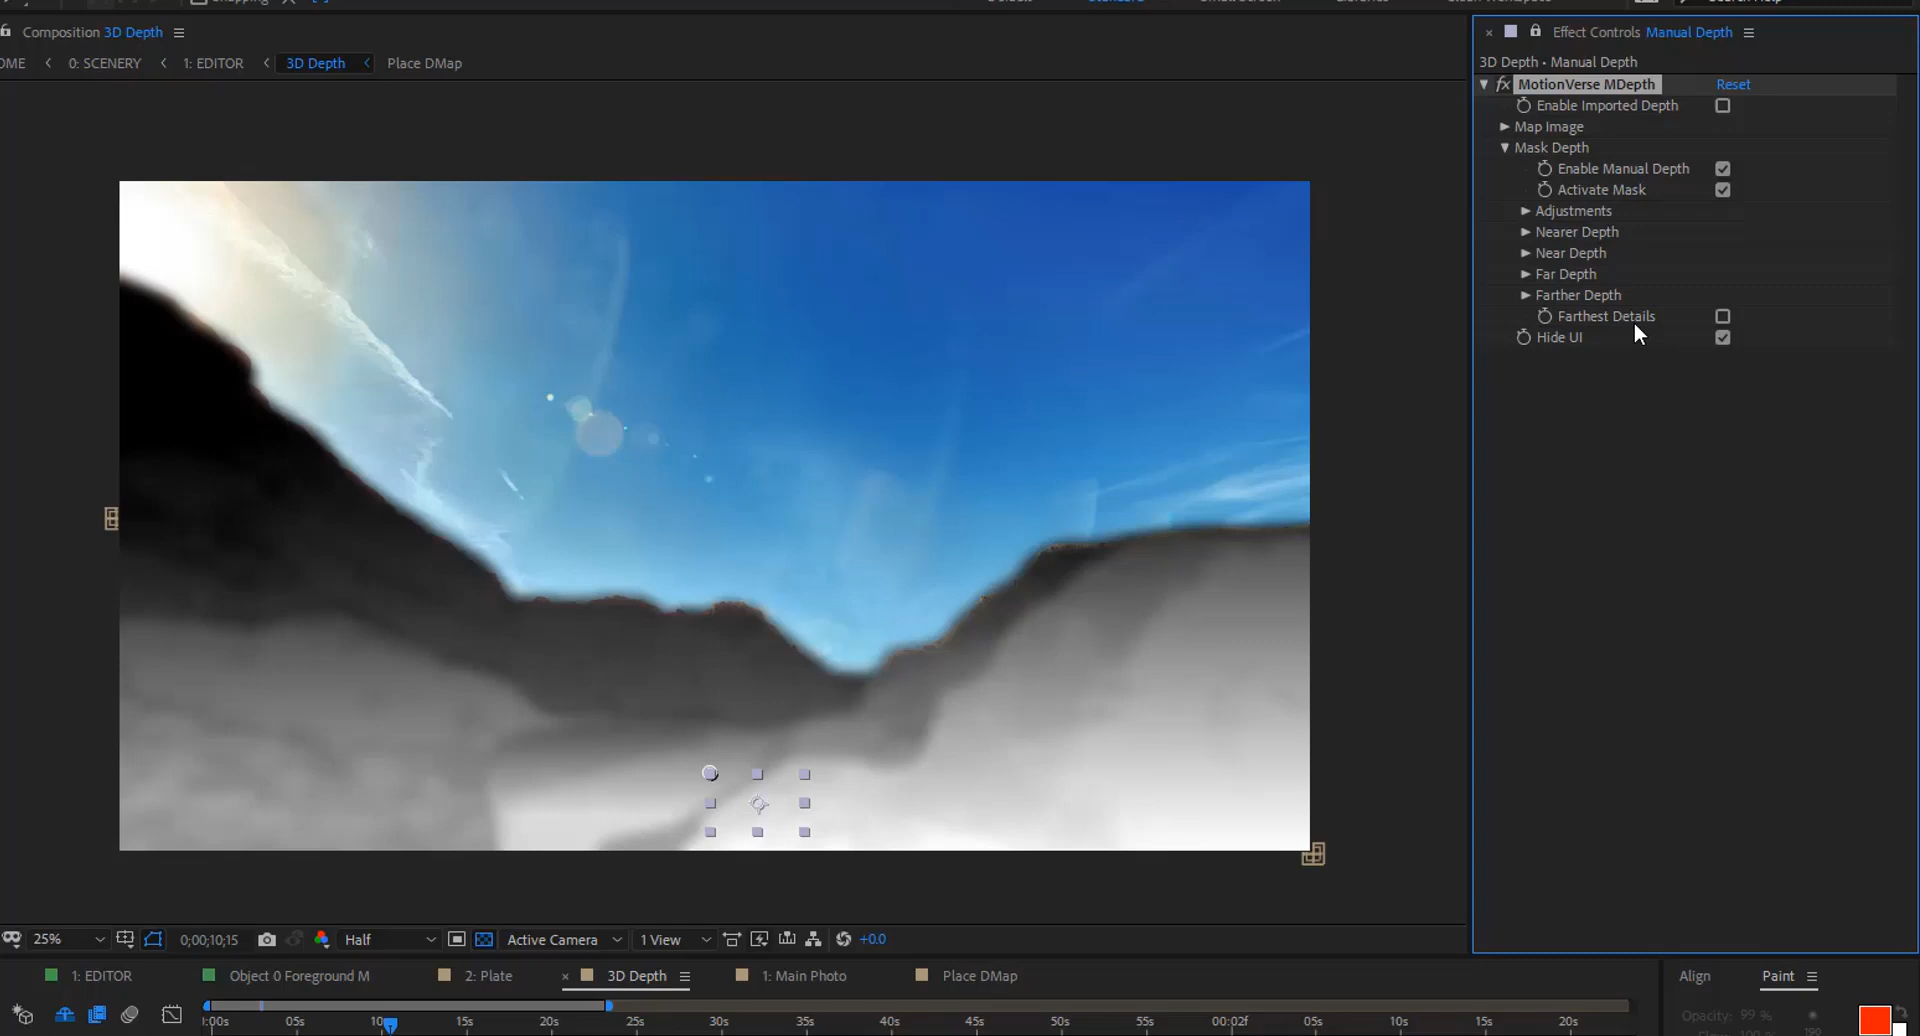 Composition 3D Depth
0: SCENERY
1: EDITOR
3D Depth
Place DMap
Effect Controls Manual Depth
3D Depth • Manual Depth
fx MotionVerse MDepth Reset
Enable Imported Depth
Map Image
Mask Depth
Enable Manual Depth
Activate Mask
Adjustments
Nearer Depth
Near Depth
Far Depth
Farther Depth
Farthest Details
Hide UI
25%
0;00;10;15
Half
Active Camera
1 View
+0.0
1: EDITOR
Object 0 Foreground M
2: Plate
3D Depth
1: Main Photo
Place DMap
Align
Paint
05s
15s
20s
25s
30s
35s
40s
45s
00:02f
05s
10s
15s
20s
Opacity: 99 %